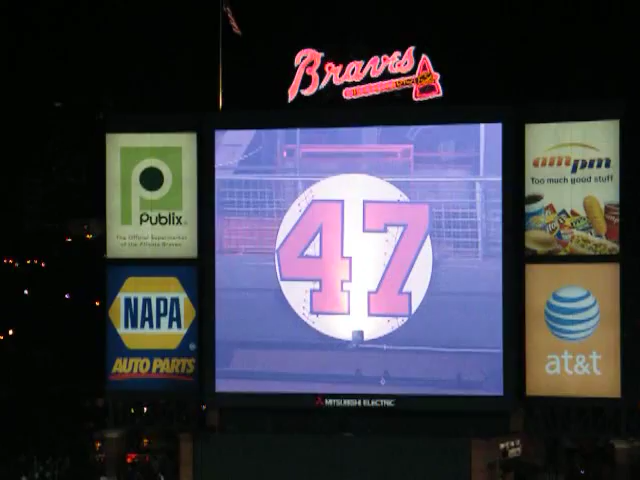 Braves
Publix
The Official Supermarket
of the Atlanta Braves
NAPA
AUTO PARTS
47
MITSUBISHI ELECTRIC
ampm
Too much good stuff
at&t